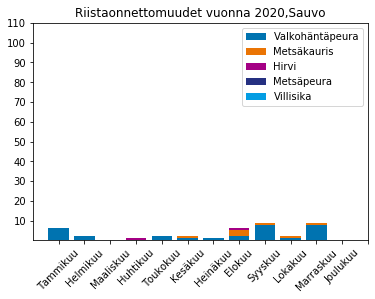 Riistaonnettomuudet vuonna 2020,Sauvo
110
100
90
80
70
60
50
40
30
20
10
Valkohäntäpeura
Metsäkauris
Hirvi
Metsäpeura
Villisika
Tammikuu
Helmikuu
Maaliskuu
Huhtikuu
Toukokuu
Kesäkuu
Heinäkuu
Elokuu
Syyskuu
Lokakuu
Marraskuu
Joulukuu